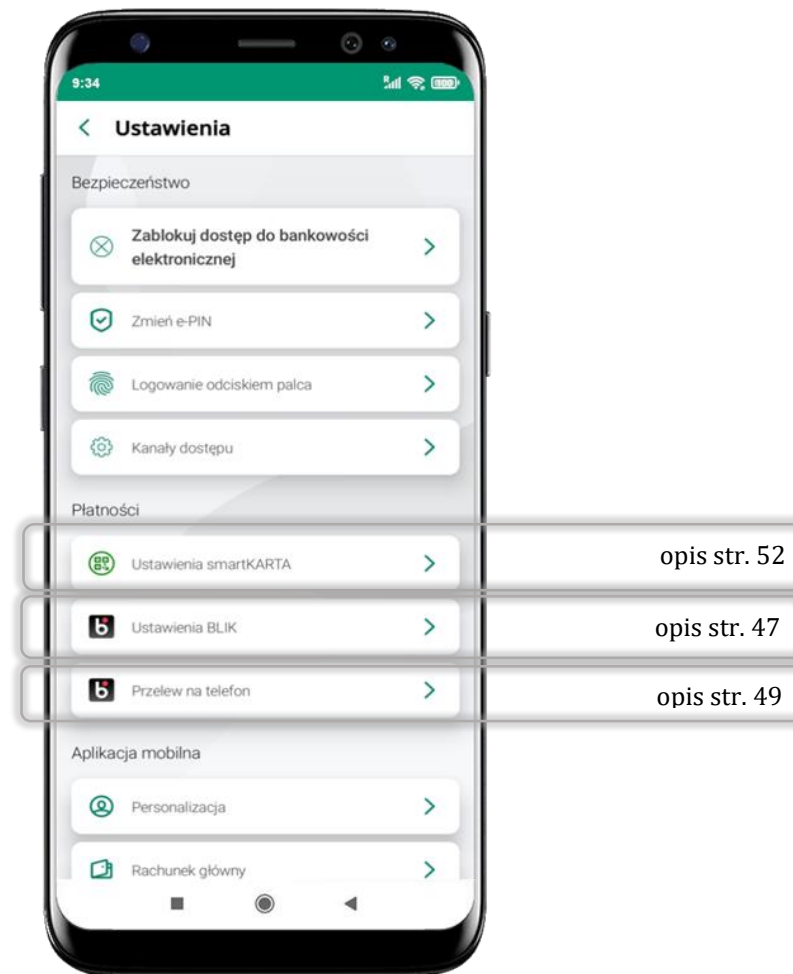 9:34
R
100
Ustawienia
Bezpieczeństwo
Zablokuj dostęp do bankowości
elektronicznej
Zmień e-PIN
Logowanie odciskiem palca
Kanały dostępu
Płatności
Ustawienia smartKARTA
opis str. 52
Ustawienia BLIK
opis str. 47
Przelew na telefon
opis str. 49
Aplikacja mobilna
Personalizacja
Rachunek główny